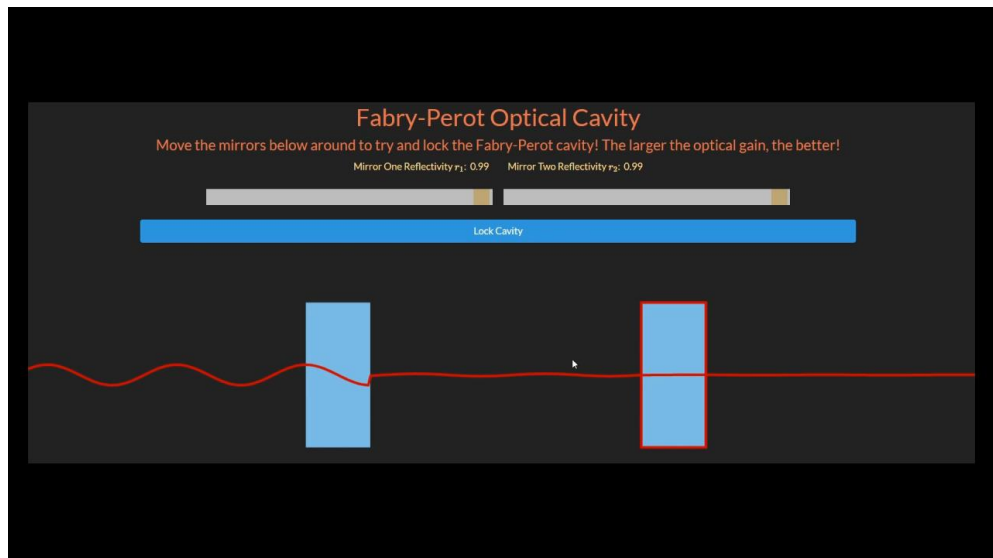 Fabry-Perot Optical Cavity
Move the mirrors below around to try and lock the Fabry-Perot cavity! The larger the optical gain, the better!
Mirror One Reflectivity r₁: 0.99 Mirror Two Reflectivity r₂: 0.99
Lock Cavity